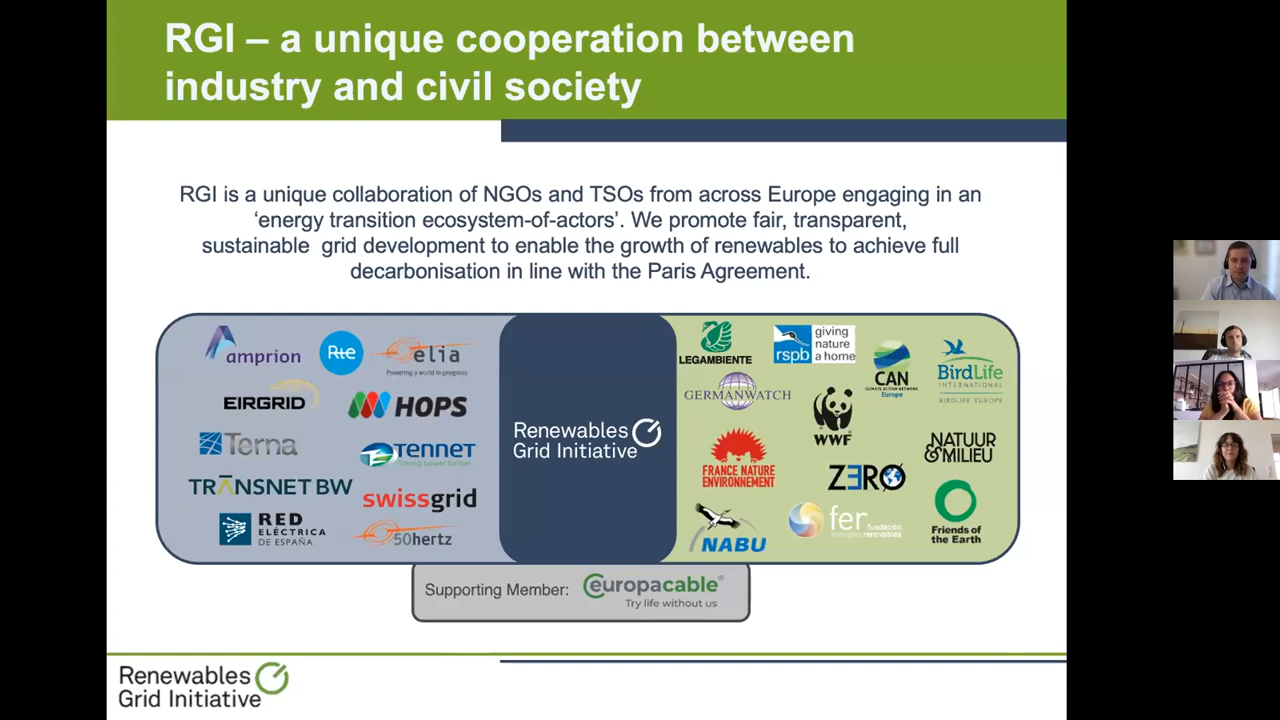 RGI – a unique cooperation between
industry and civil society
RGI is a unique collaboration of NGOs and TSOs from across Europe engaging in an
‘energy transition ecosystem-of-actors’. We promote fair, transparent,
sustainable grid development to enable the growth of renewables to achieve full
decarbonisation in line with the Paris Agreement.
amprion
Rte
elia
Powering a world in progress
EIRGRID
HOPS
Terna
TENNET
Taking power further
TRANSNET BW
swissgrid
RED
ELÉCTRICA
DE ESPAÑA
50hertz
Renewables
Grid Initiative
LEGAMBIENTE
rspb
giving
nature
a home
CAN
CLIMATE ACTION NETWORK
Europe
BirdLife
INTERNATIONAL
BIRDLIFE EUROPE
GERMANWATCH
WWF
FRANCE NATURE
ENVIRONNEMENT
ZERO
NATUUR
&MILIEU
NABU
fer
fundación
energías renovables
Friends of
the Earth
Supporting Member:
europacable®
Try life without us
Renewables
Grid Initiative